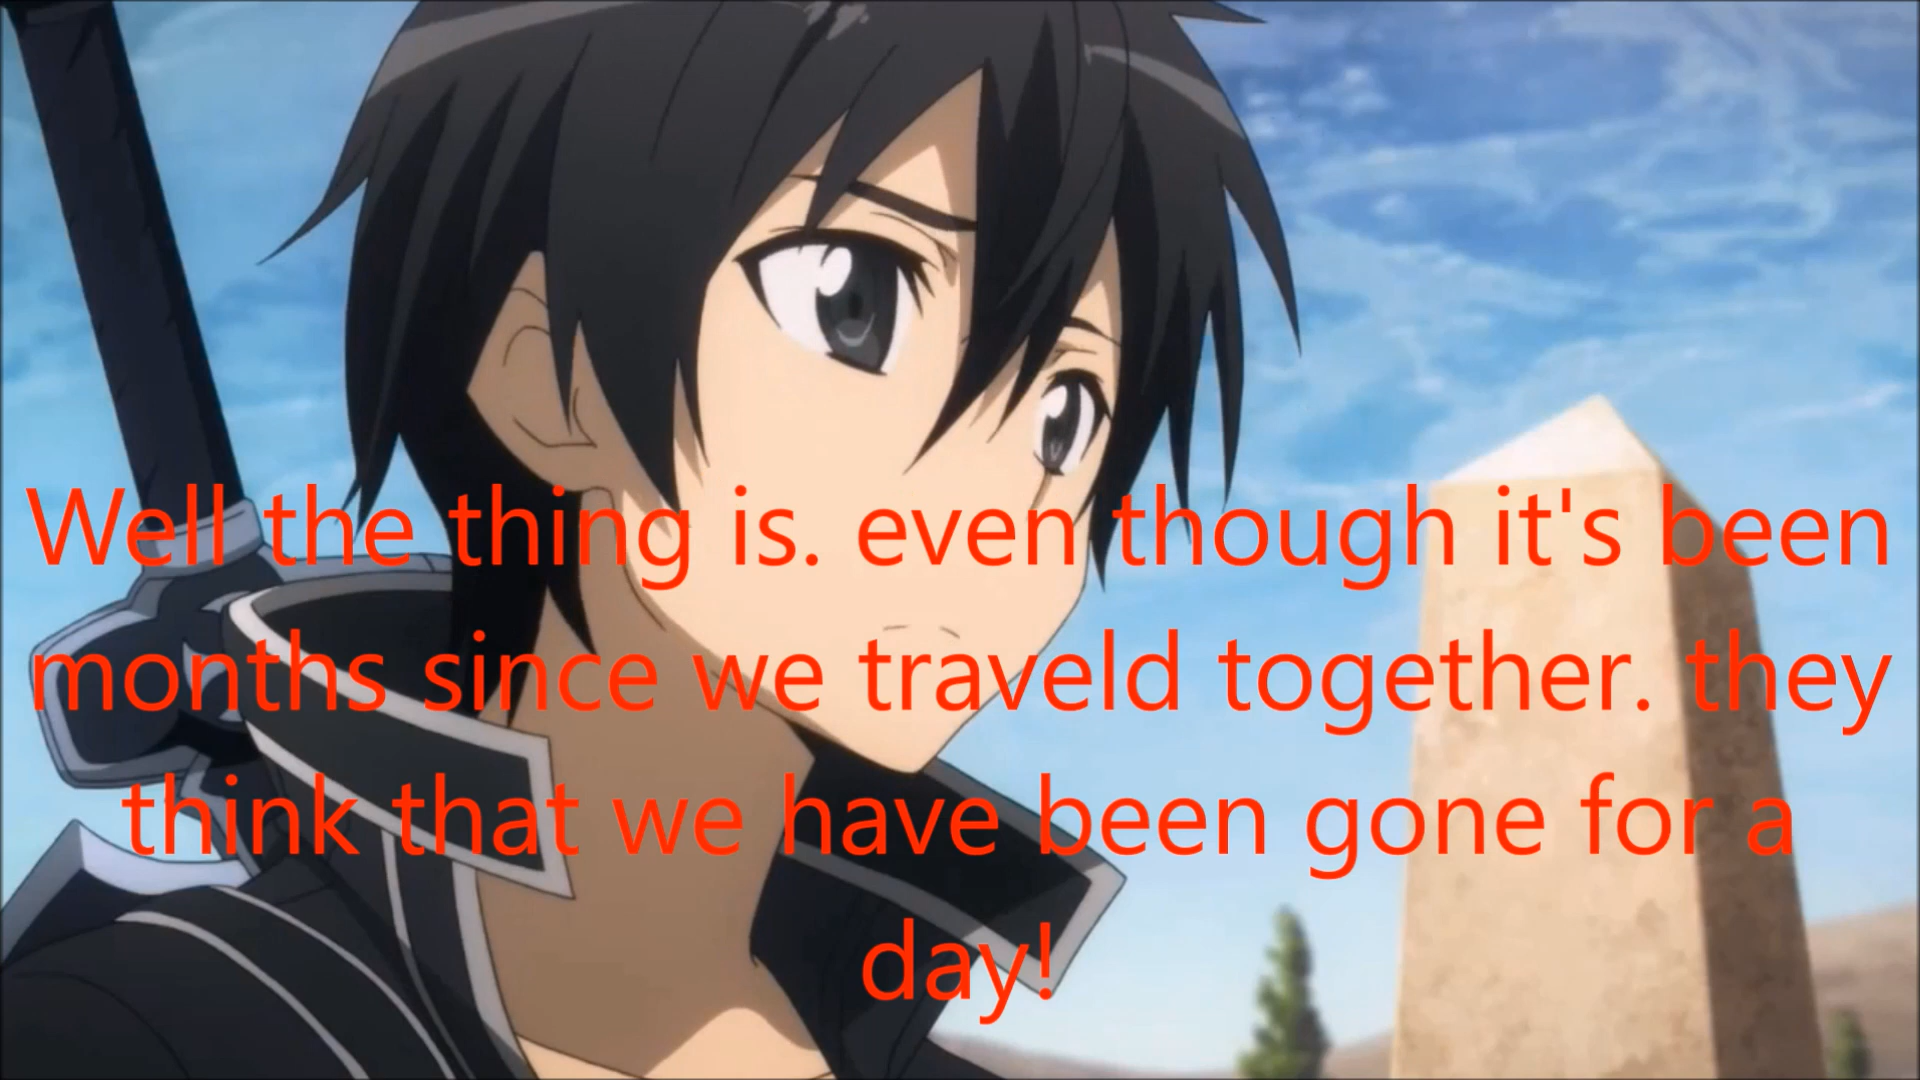 Well the thing is. even though it's been
months since we traveld together. they
think that we have been gone for a
day!